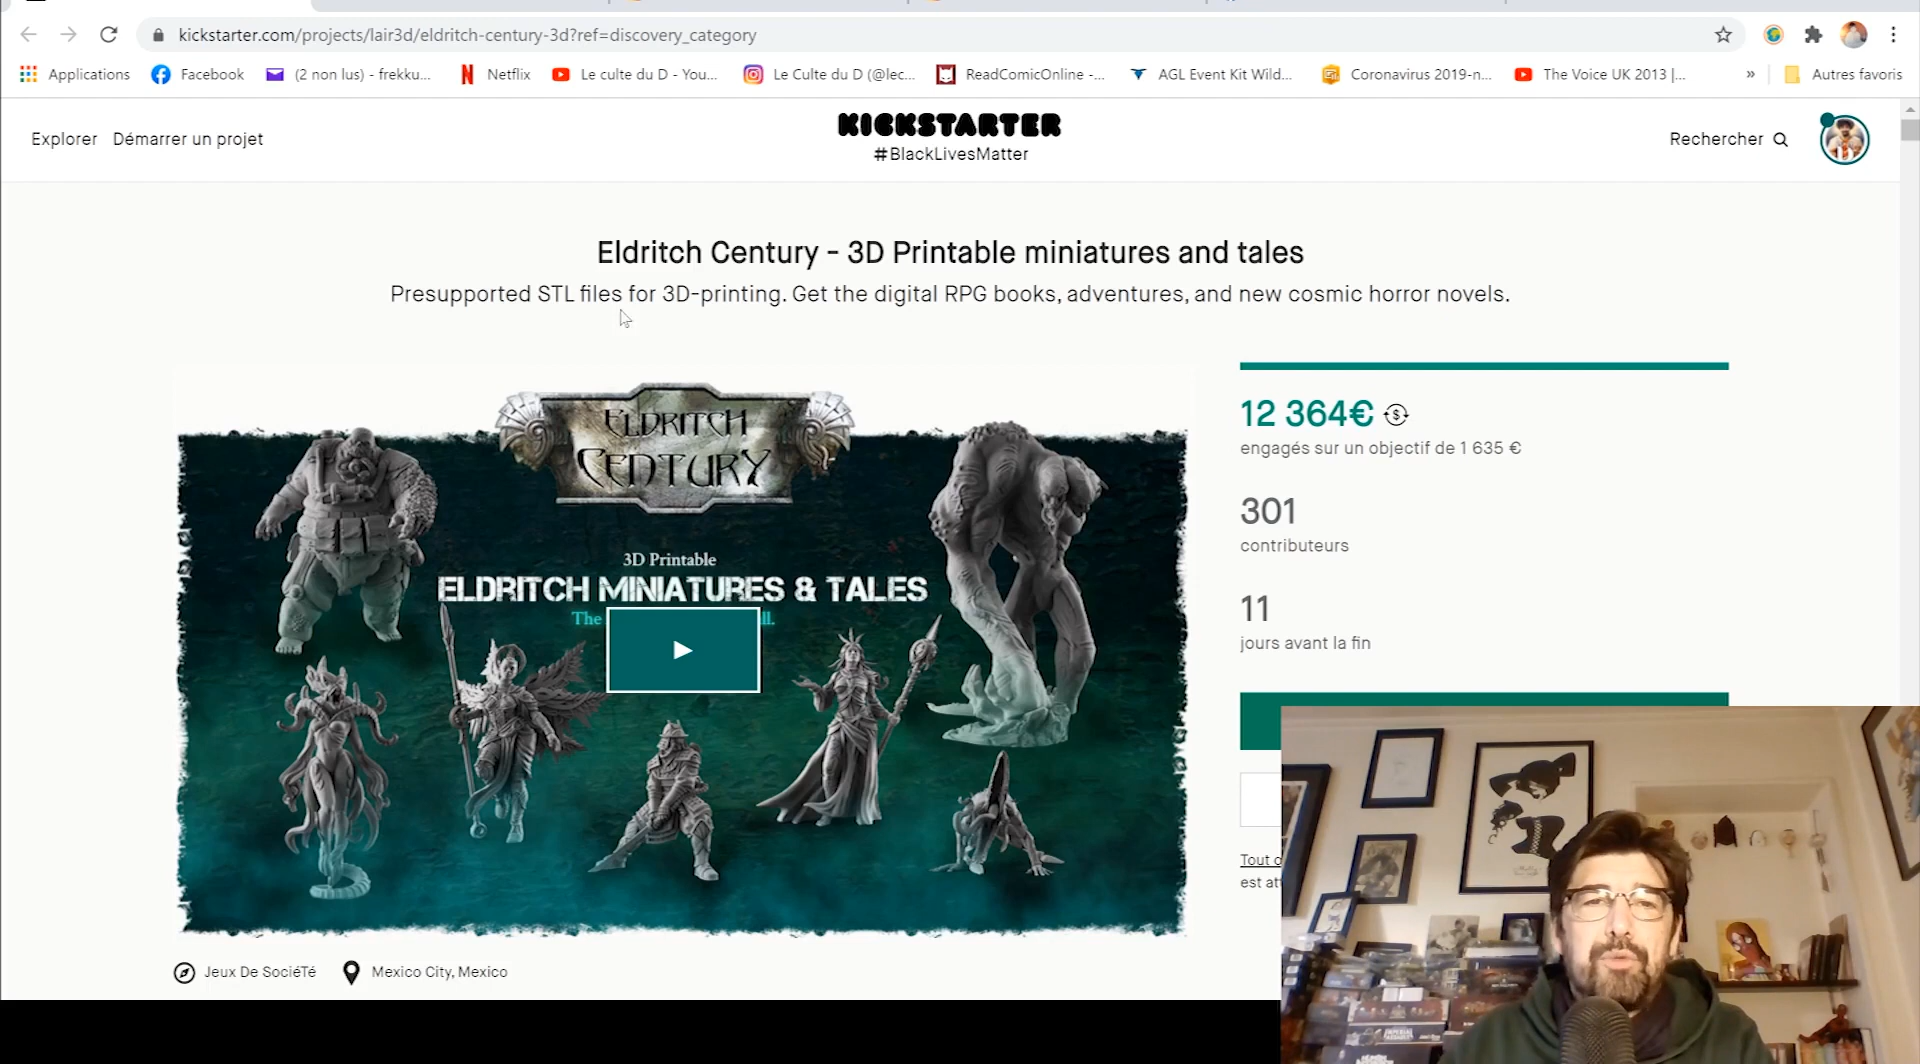 kickstarter.com/projects/lair3d/eldritch-century-3d?ref=discovery_category
Applications
Facebook
(2 non lus) - frekku...
Netflix
Le culte du D - You...
Le Culte du D (@lec...
ReadComicOnline -...
AGL Event Kit Wild...
Coronavirus 2019-n...
The Voice UK 2013 |...
»
Autres favoris
Explorer
Démarrer un projet
KICKSTARTER
#BlackLivesMatter
Rechercher
Eldritch Century - 3D Printable miniatures and tales
Presupported STL files for 3D-printing. Get the digital RPG books, adventures, and new cosmic horror novels.
ELDRITCH
CENTURY
3D Printable
ELDRITCH MINIATURES & TALES
The
ll.
12 364€
engagés sur un objectif de 1 635 €
301
contributeurs
11
jours avant la fin
Tout o
est att
Jeux De SociéTé
Mexico City, Mexico